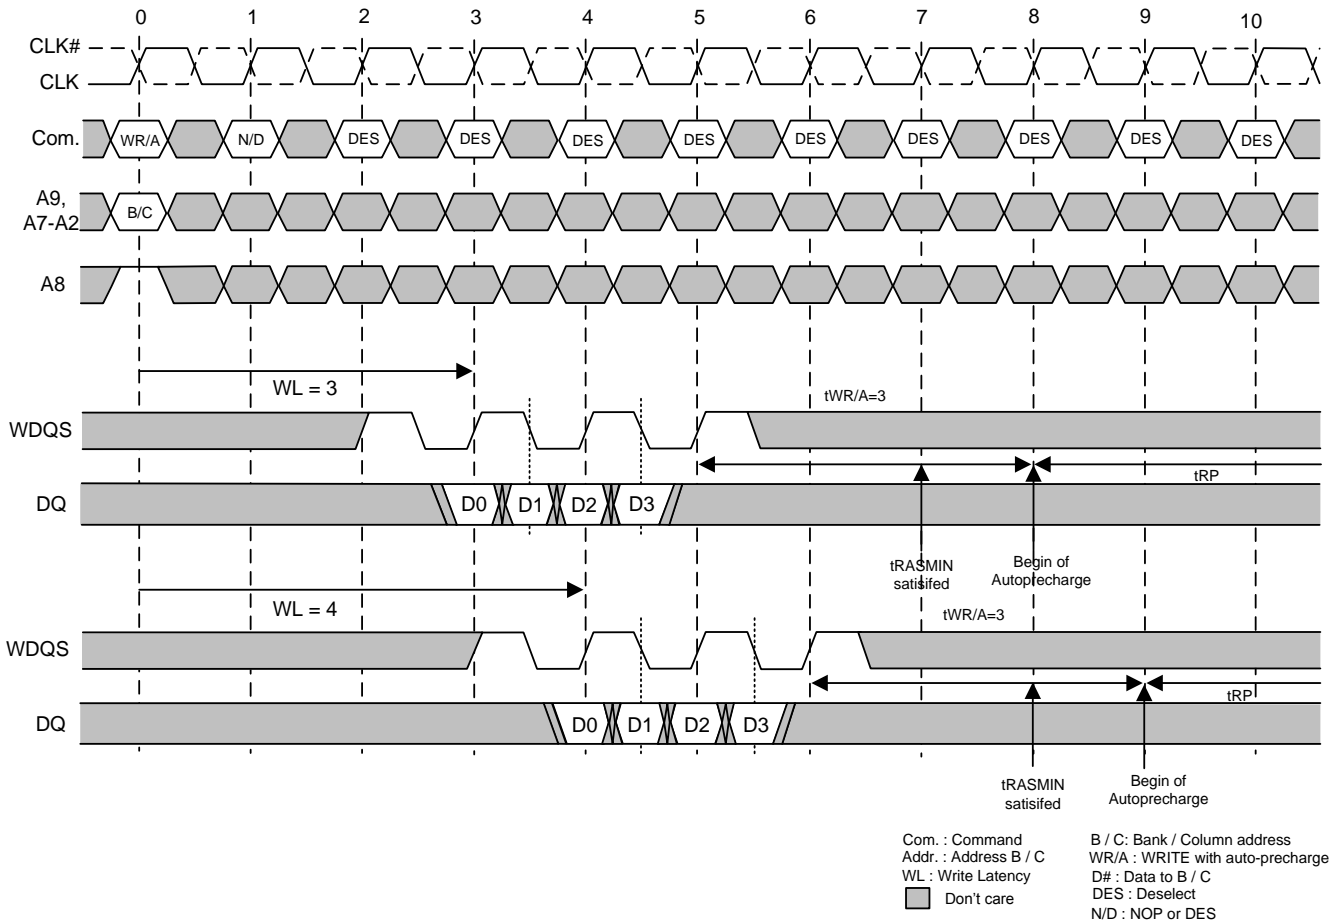 0 1 2 3 4 5 6 7 8 9 10
CLK#
CLK
Com. WR/A N/D DES DES DES DES DES DES DES DES DES
A9,
A7-A2 B/C
A8
WL = 3
tWR/A=3
WDQS
tRP
DQ D0 D1 D2 D3
tRASMIN
satisifed
Begin of
Autoprecharge
WL = 4
tWR/A=3
WDQS
tRP
DQ D0 D1 D2 D3
tRASMIN
satisifed
Begin of
Autoprecharge
Com. : Command
Addr. : Address B / C
WL : Write Latency
Don't care
B / C: Bank / Column address
WR/A : WRITE with auto-precharge
D# : Data to B / C
DES : Deselect
N/D : NOP or DES